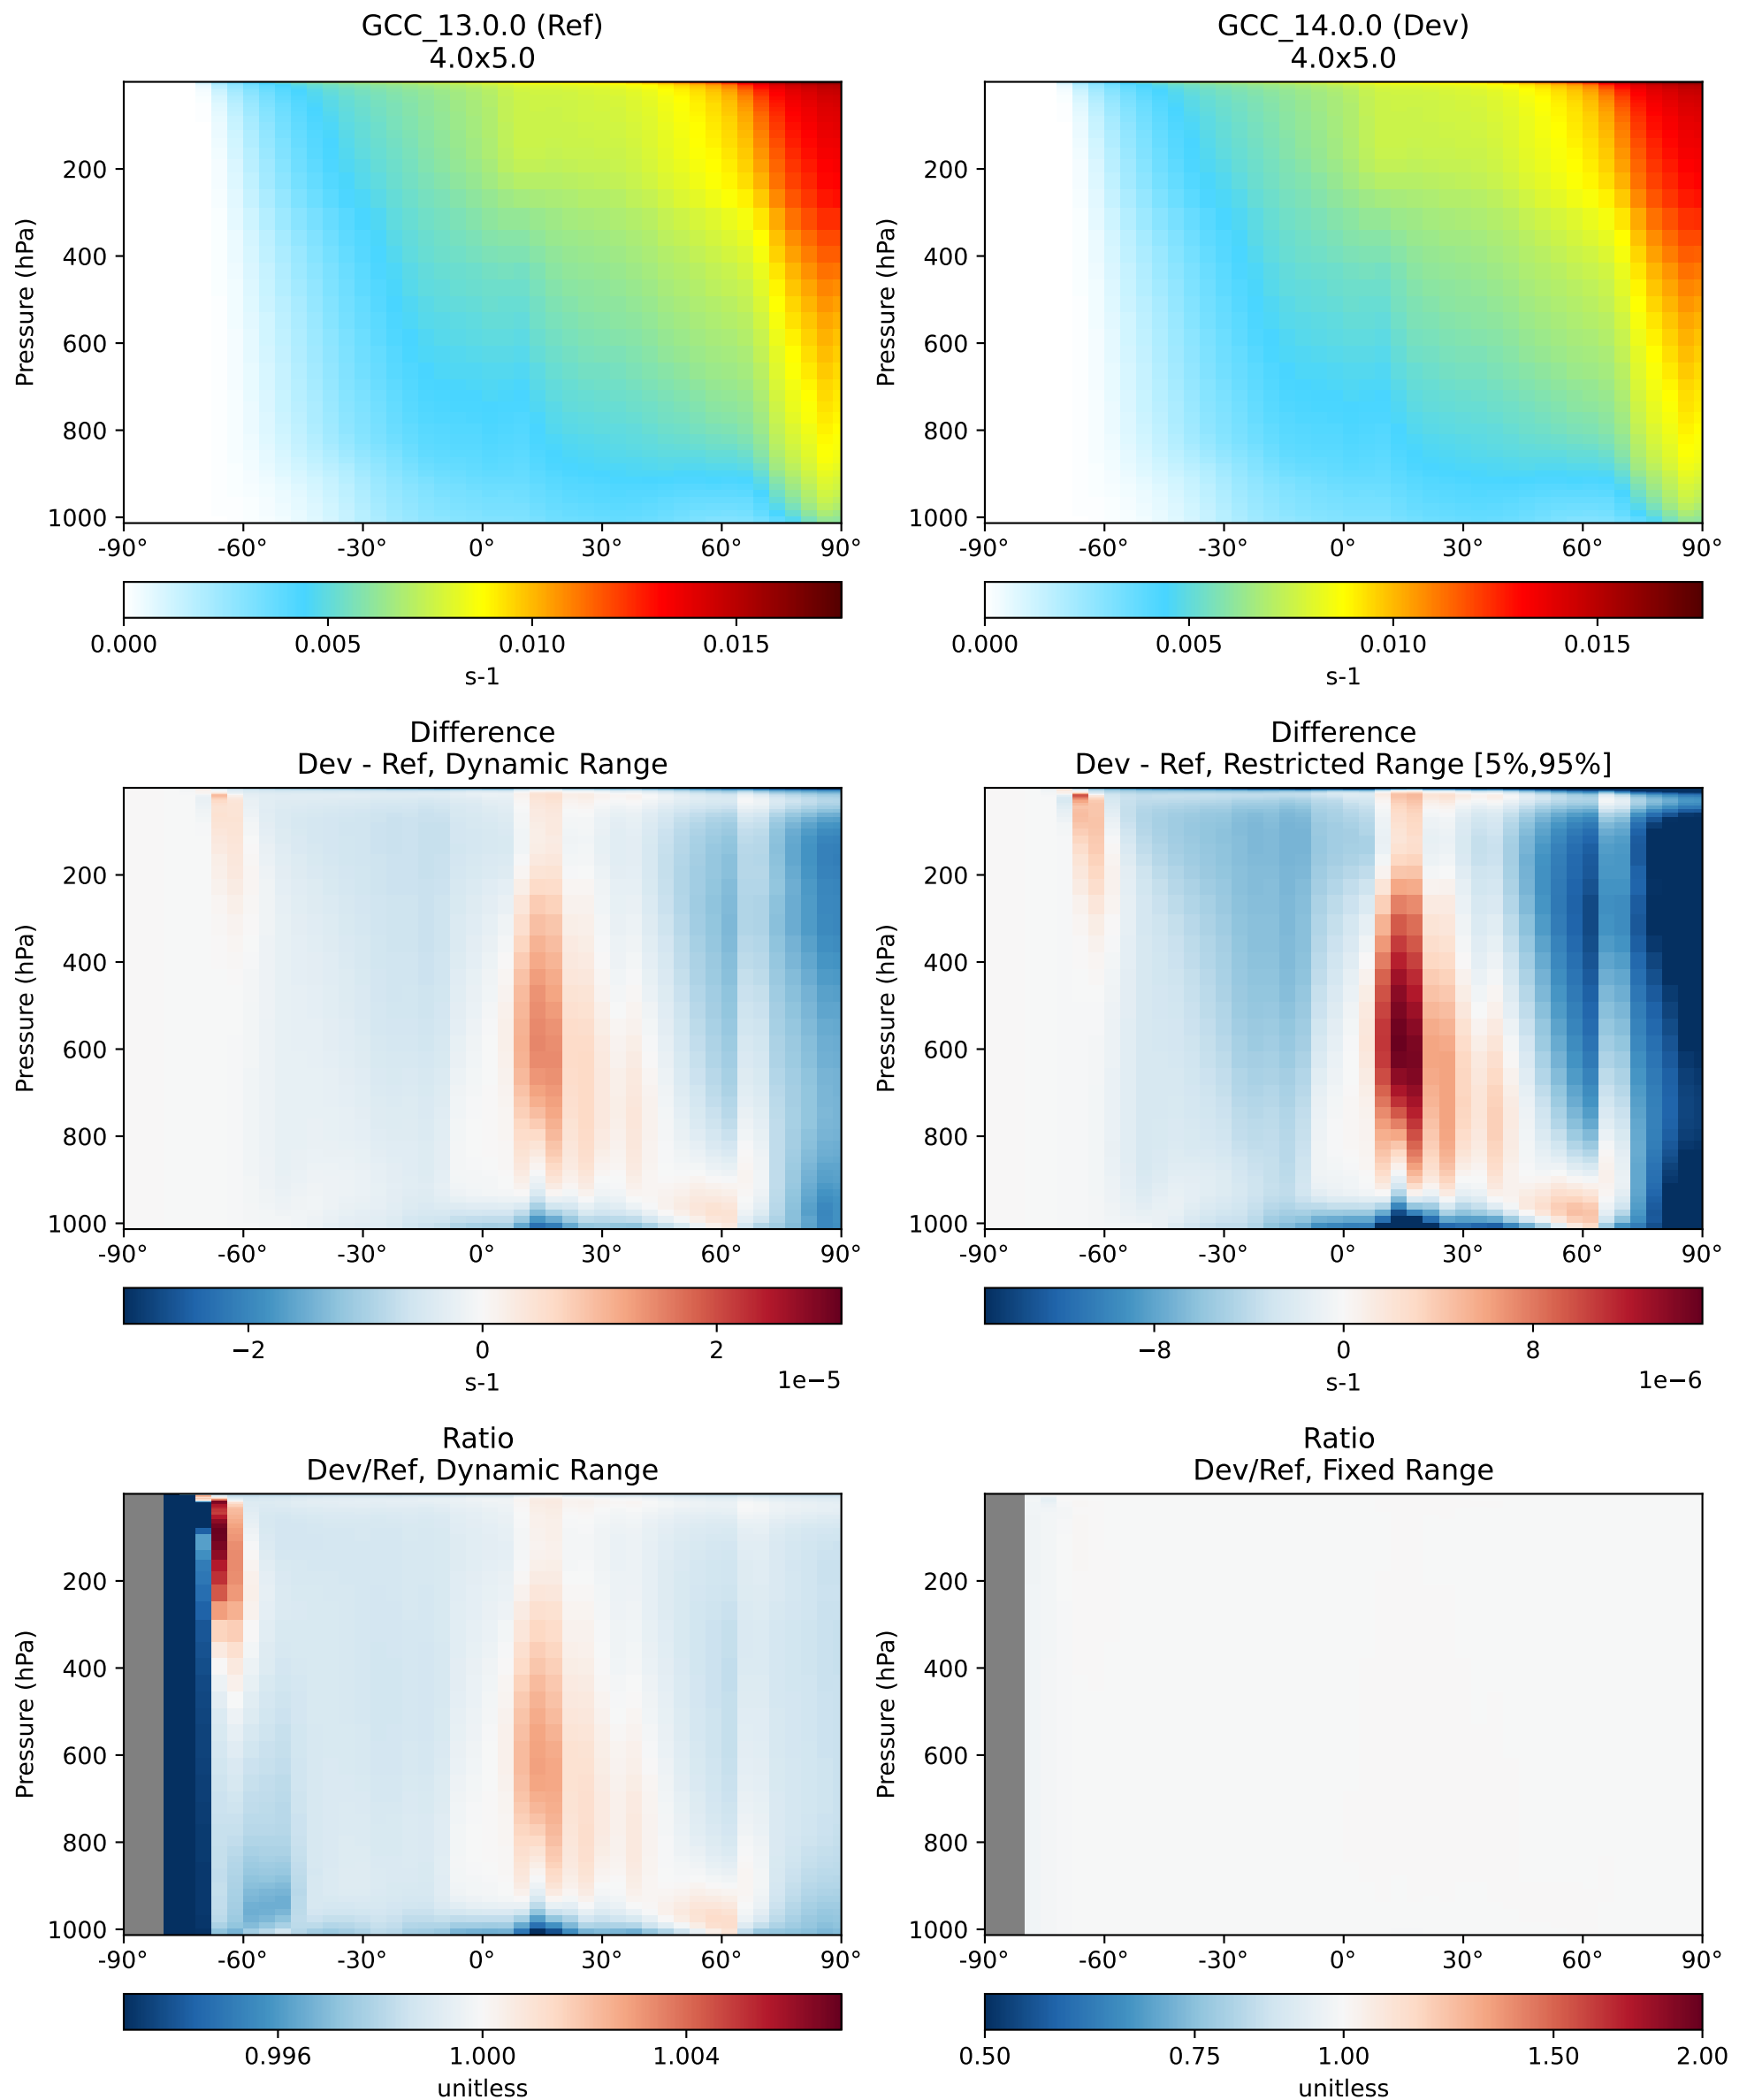 GCC_13.0.0 (Ref)
4.0x5.0
Pressure (hPa)
200
400
600
800
1000
-90° -60° -30° 0° 30° 60° 90°
0.000 0.005 0.010 0.015
s-1
GCC_14.0.0 (Dev)
4.0x5.0
Pressure (hPa)
200
400
600
800
1000
-90° -60° -30° 0° 30° 60° 90°
0.000 0.005 0.010 0.015
s-1
Difference
Dev - Ref, Dynamic Range
Pressure (hPa)
200
400
600
800
1000
-90° -60° -30° 0° 30° 60° 90°
−2 0 2
s-1 1e−5
Difference
Dev - Ref, Restricted Range [5%,95%]
Pressure (hPa)
200
400
600
800
1000
-90° -60° -30° 0° 30° 60° 90°
−8 0 8
s-1 1e−6
Ratio
Dev/Ref, Dynamic Range
Pressure (hPa)
200
400
600
800
1000
-90° -60° -30° 0° 30° 60° 90°
0.996 1.000 1.004
unitless
Ratio
Dev/Ref, Fixed Range
Pressure (hPa)
200
400
600
800
1000
-90° -60° -30° 0° 30° 60° 90°
0.50 0.75 1.00 1.50 2.00
unitless